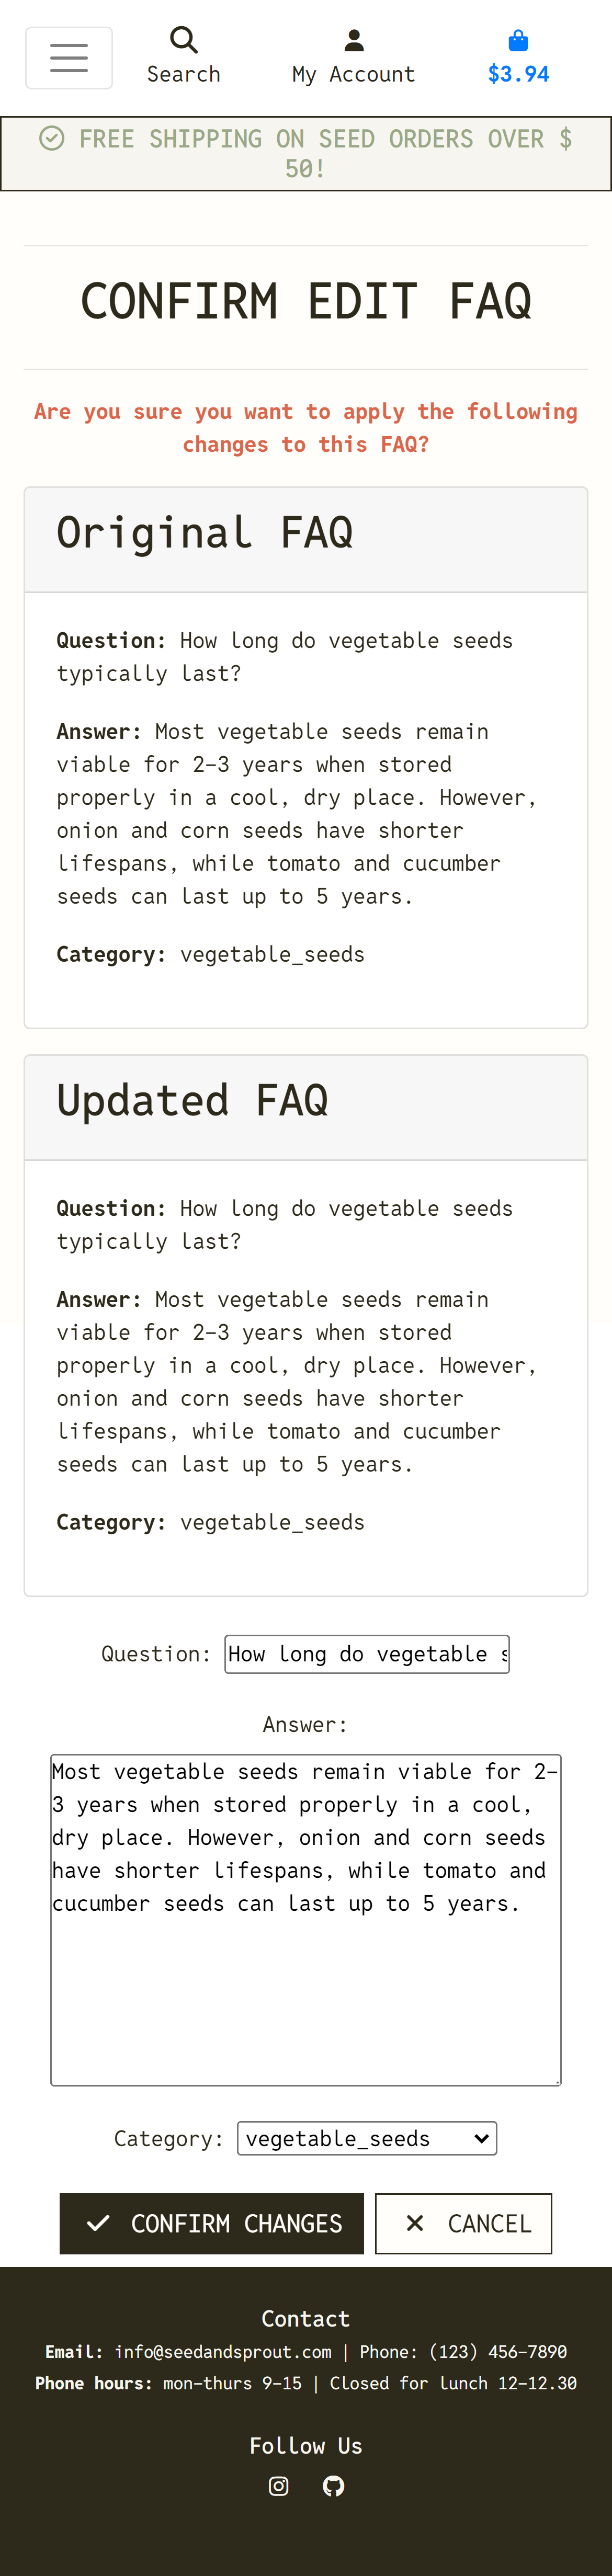 Search
My Account
$3.94
FREE SHIPPING ON SEED ORDERS OVER $
50!
CONFIRM EDIT FAQ
Are you sure you want to apply the following
changes to this FAQ?
Original FAQ
Question: How long do vegetable seeds
typically last?
Answer: Most vegetable seeds remain
viable for 2-3 years when stored
properly in a cool, dry place. However,
onion and corn seeds have shorter
lifespans, while tomato and cucumber
seeds can last up to 5 years.
Category: vegetable_seeds
Updated FAQ
Question: How long do vegetable seeds
typically last?
Answer: Most vegetable seeds remain
viable for 2-3 years when stored
properly in a cool, dry place. However,
onion and corn seeds have shorter
lifespans, while tomato and cucumber
seeds can last up to 5 years.
Category: vegetable_seeds
Question: How long do vegetable s
Answer:
Most vegetable seeds remain viable for 2-
3 years when stored properly in a cool,
dry place. However, onion and corn seeds
have shorter lifespans, while tomato and
cucumber seeds can last up to 5 years.
Category: vegetable_seeds
CONFIRM CHANGES
CANCEL
Contact
Email: info@seedandsprout.com | Phone: (123) 456-7890
Phone hours: mon-thurs 9-15 | Closed for lunch 12-12.30
Follow Us